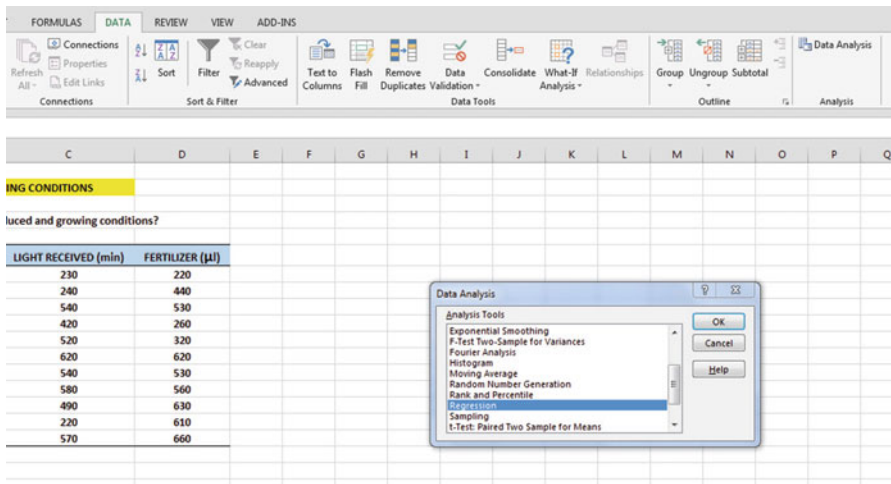 FORMULAS DATA REVIEW VIEW ADD-INS
Connections
Properties
Edit Links
Refresh All
Connections
Sort
Filter
Clear
Reapply
Advanced
Sort & Filter
Text to Columns
Flash Fill
Remove Duplicates
Data Validation
Consolidate
What-If Analysis
Relationships
Data Tools
Group
Ungroup
Subtotal
Outline
Data Analysis
Analysis
C D E F G H I J K L M N O P Q
ING CONDITIONS
luced and growing conditions?
LIGHT RECEIVED (min) FERTILIZER (µl)
230 220
240 440
540 530
420 260
520 320
620 620
540 530
580 560
490 630
220 610
570 660
Data Analysis
Analysis Tools
Exponential Smoothing
F-Test Two-Sample for Variances
Fourier Analysis
Histogram
Moving Average
Random Number Generation
Rank and Percentile
Regression
Sampling
t-Test: Paired Two Sample for Means
OK
Cancel
Help